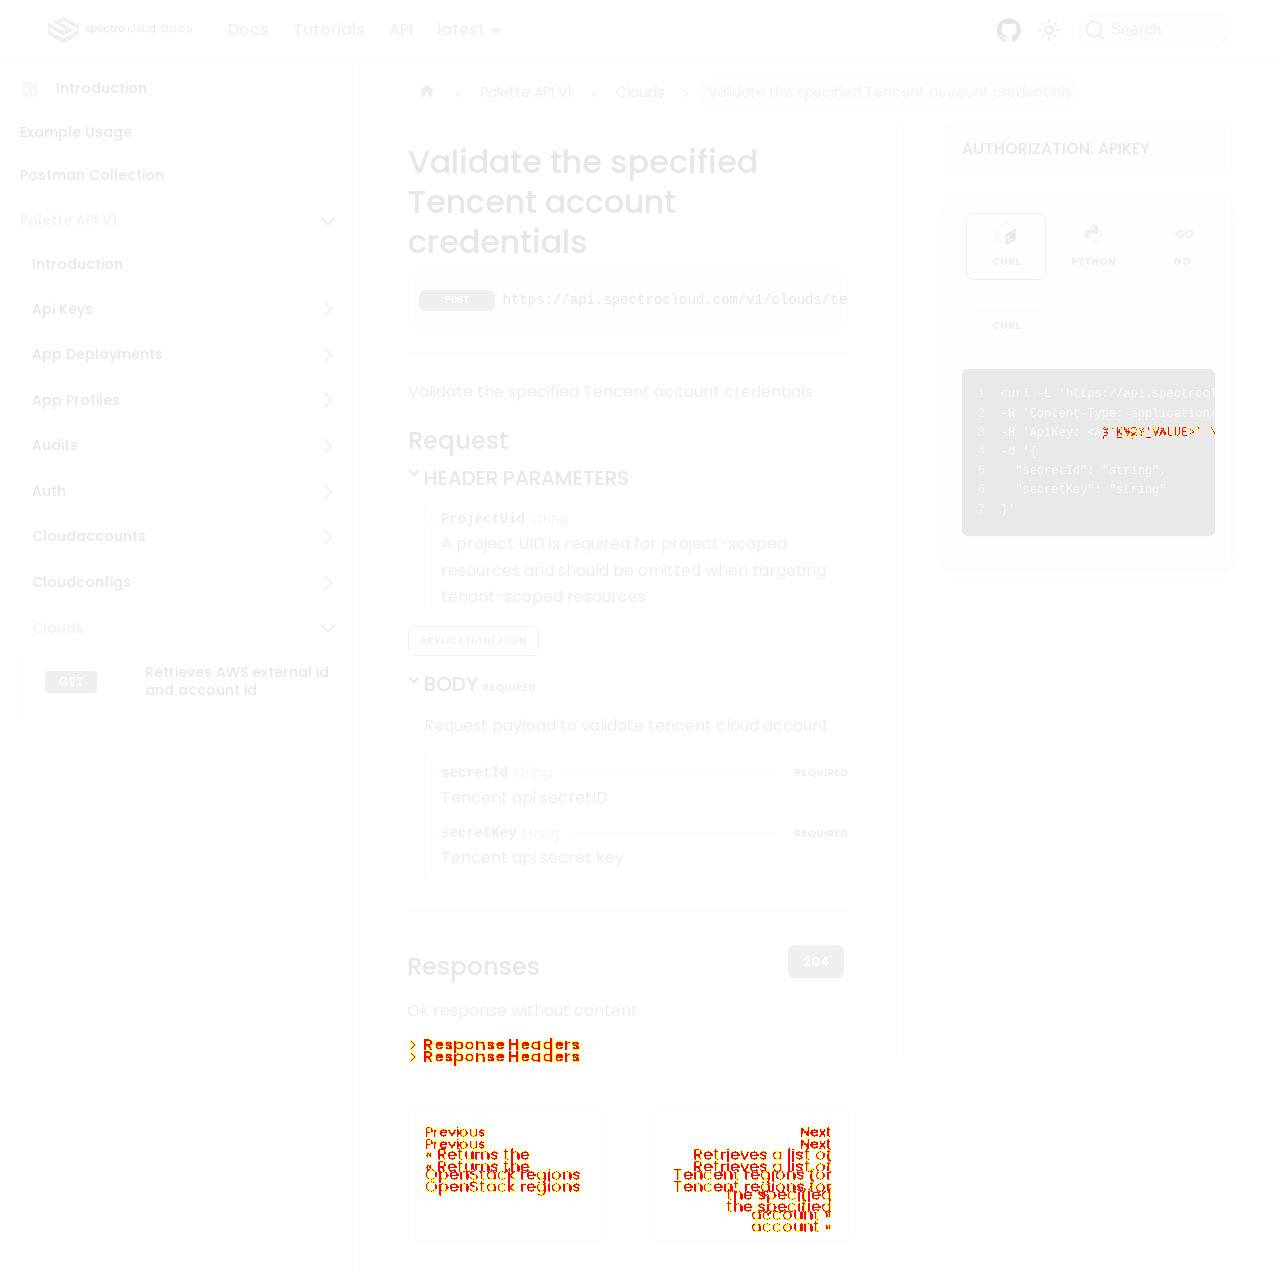 spectro cloud DOCS
Docs
Tutorials
API
latest
Search
Introduction
Example Usage
Postman Collection
Palette API V1
Introduction
Api Keys
App Deployments
App Profiles
Audits
Auth
Cloudaccounts
Cloudconfigs
Clouds
GET
Retrieves AWS external id
and account id
Palette API V1
Clouds
Validate the specified Tencent account credentials
Validate the specified
Tencent account
credentials
POST https://api.spectrocloud.com/v1/clouds/te
Validate the specified Tencent account credentials
Request
HEADER PARAMETERS
ProjectUid string
A project UID is required for project-scoped
resources and should be omitted when targeting
tenant-scoped resources
APPLICATION/JSON
BODY REQUIRED
Request payload to validate tencent cloud account
secretId string REQUIRED
Tencent api secretID
secretKey string REQUIRED
Tencent api secret key
Responses
204
Ok response without content
Response Headers
Response Headers
Previous
Previous
« Returns the
« Returns the
OpenStack regions
OpenStack regions
Next
Next
Retrieves a list of
Retrieves a list of
Tencent regions for
Tencent regions for
the specified
the specified
account »
account »
AUTHORIZATION: APIKEY
CURL
PYTHON
GO
CURL
1 curl -L 'https://api.spectrocl
2 -H 'Content-Type: application/
3 -H 'ApiKey: <A
4 -d '{
5 "secretId": "string",
6 "secretKey": "string"
7 }'